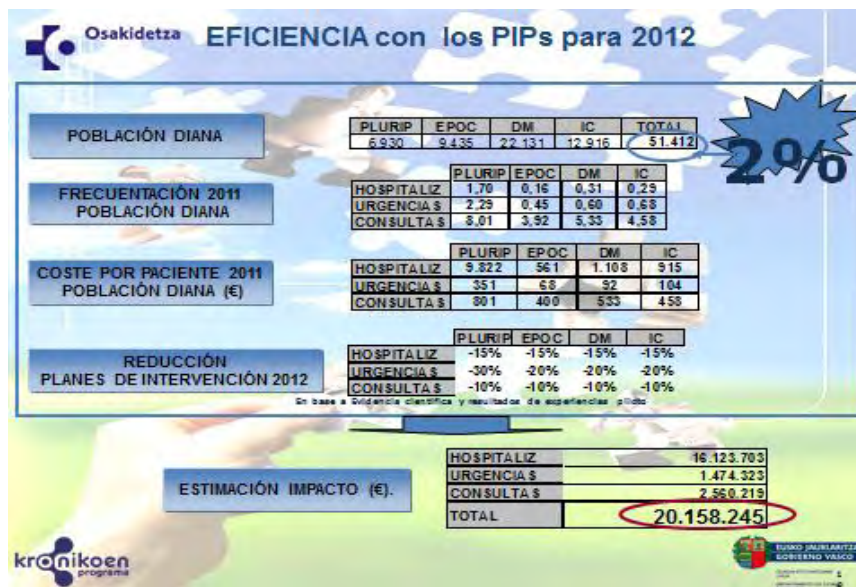 Osakidetza EFICIENCIA con los PIPs para 2012
POBLACIÓN DIANA
PLURIP EPOC DM IC TOTAL
6.930 9.435 22.131 12.916 51.412
2%
FRECUENTACIÓN 2011
POBLACIÓN DIANA
PLURIP EPOC DM IC
HOSPITALIZ 1,70 0,16 0,31 0,29
URGENCIAS 2,29 0,45 0,60 0,68
CONSULTAS 8,01 3,92 5,33 4,58
COSTE POR PACIENTE 2011
POBLACIÓN DIANA (€)
PLURIP EPOC DM IC
HOSPITALIZ 9.822 561 1.108 915
URGENCIAS 351 68 92 104
CONSULTAS 801 400 533 458
REDUCCIÓN
PLANES DE INTERVENCIÓN 2012
PLURIP EPOC DM IC
HOSPITALIZ -15% -15% -15% -15%
URGENCIAS -30% -20% -20% -20%
CONSULTAS -10% -10% -10% -10%
En base a Evidencia científica y resultados de experiencias piloto
ESTIMACIÓN IMPACTO (€).
HOSPITALIZ 16.123.703
URGENCIAS 1.474.323
CONSULTAS 2.560.219
TOTAL 20.158.245
kronikoen
programa
EUSKO JAURLARITZA
GOBIERNO VASCO